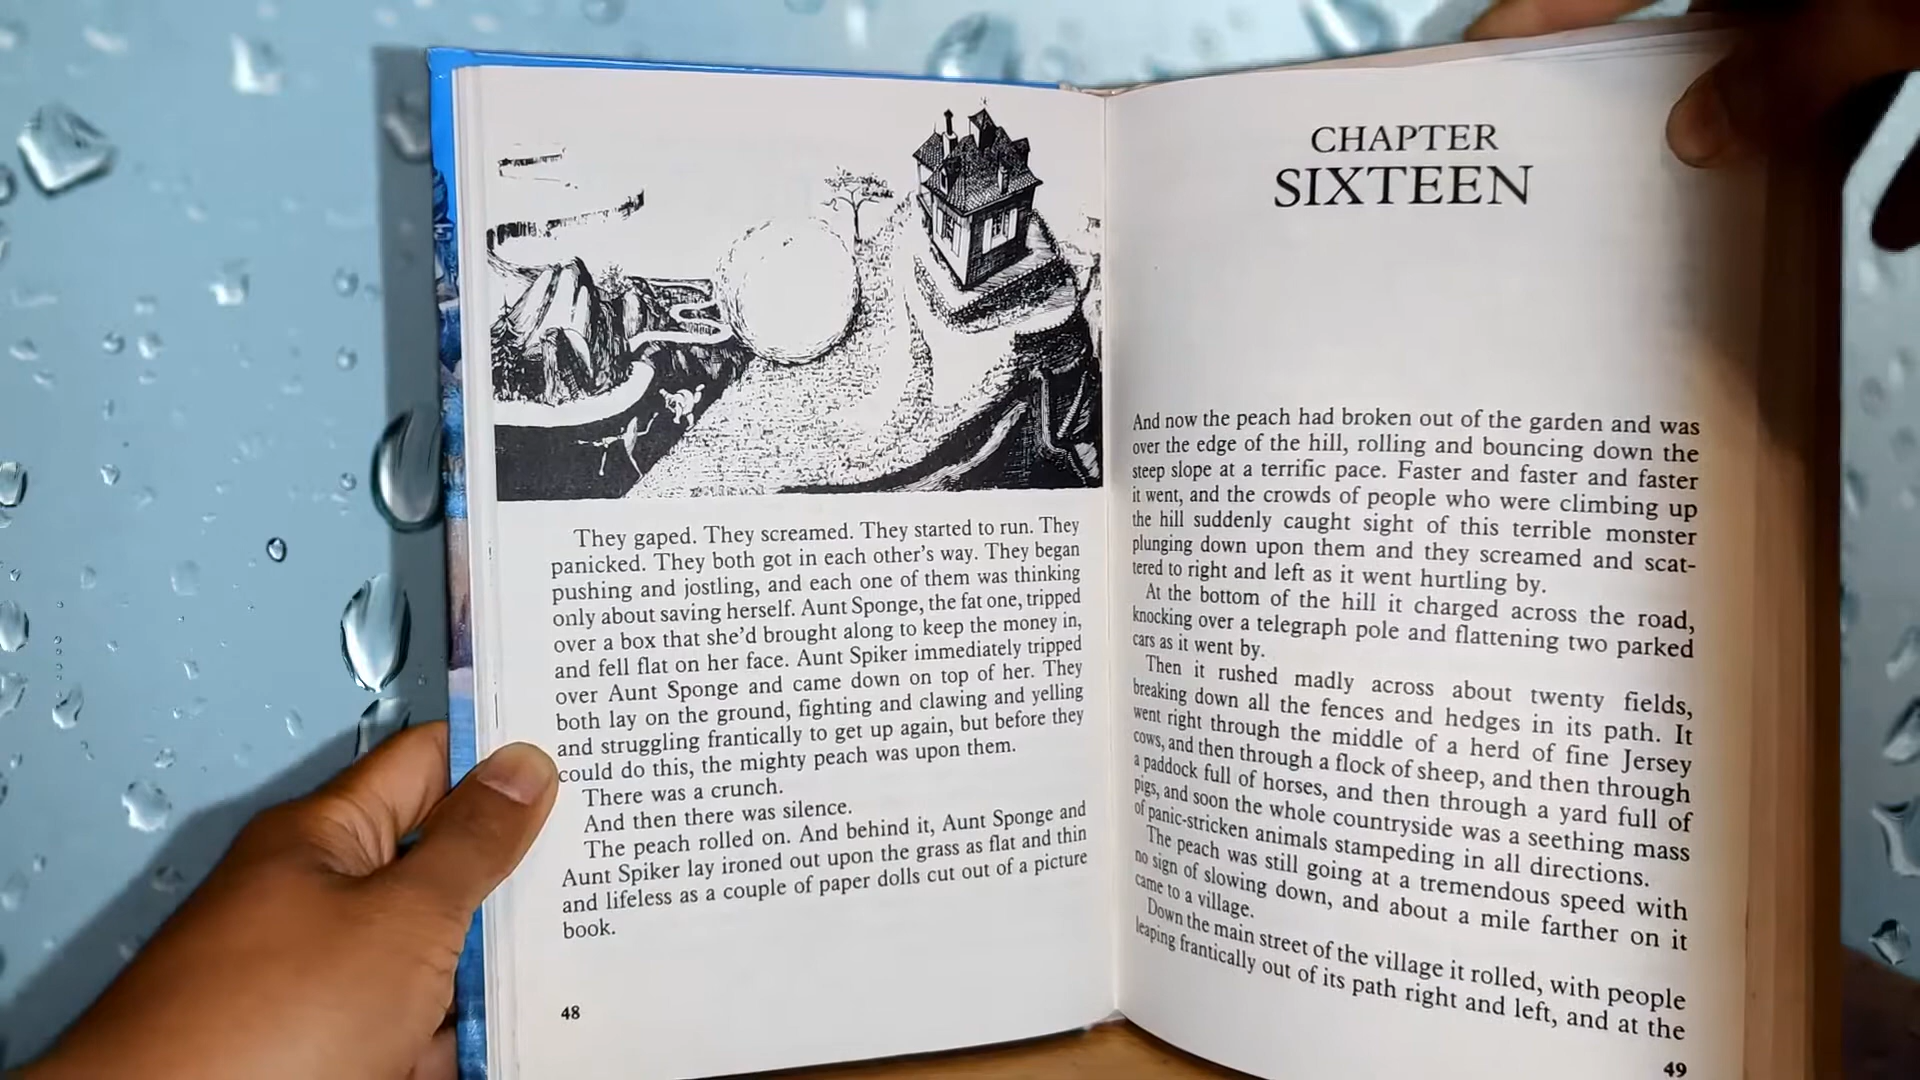 They gaped. They screamed. They started to run. They
panicked. They both got in each other's way. They began
pushing and jostling, and each one of them was thinking
only about saving herself. Aunt Sponge, the fat one, tripped
over a box that she'd brought along to keep the money in,
and fell flat on her face. Aunt Spiker immediately tripped
over Aunt Sponge and came down on top of her. They
both lay on the ground, fighting and clawing and yelling
and struggling frantically to get up again, but before they
could do this, the mighty peach was upon them.
There was a crunch.
And then there was silence.
The peach rolled on. And behind it, Aunt Sponge and
Aunt Spiker lay ironed out upon the grass as flat and thin
and lifeless as a couple of paper dolls cut out of a picture
book.
48
CHAPTER
SIXTEEN
And now the peach had broken out of the garden and was
over the edge of the hill, rolling and bouncing down the
steep slope at a terrific pace. Faster and faster and faster
it went, and the crowds of people who were climbing up
the hill suddenly caught sight of this terrible monster
plunging down upon them and they screamed and scat-
tered to right and left as it went hurtling by.
At the bottom of the hill it charged across the road,
knocking over a telegraph pole and flattening two parked
cars as it went by.
Then it rushed madly across about twenty fields,
breaking down all the fences and hedges in its path. It
went right through the middle of a herd of fine Jersey
cows, and then through a flock of sheep, and then through
a paddock full of horses, and then through a yard full of
pigs, and soon the whole countryside was a seething mass
of panic-stricken animals stampeding in all directions.
The peach was still going at a tremendous speed with
no sign of slowing down, and about a mile farther on it
came to a village.
Down the main street of the village it rolled, with people
leaping frantically out of its path right and left, and at the
49